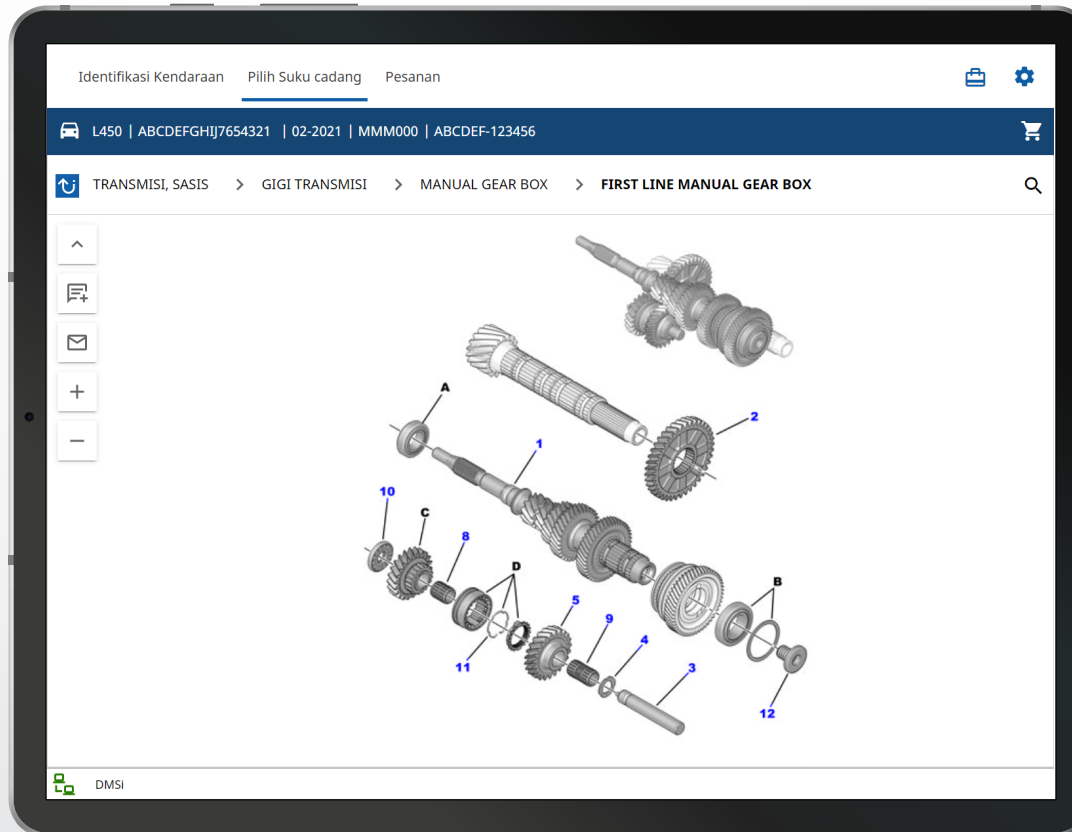 Identifikasi Kendaraan Pilih Suku cadang Pesanan
L450 | ABCDEFGHIJ7654321 | 02-2021 | MMM000 | ABCDEF-123456
TRANSMISI, SASIS > GIGI TRANSMISI > MANUAL GEAR BOX > FIRST LINE MANUAL GEAR BOX
A
2
1
10
C
8
D
B
5
9
4
11
3
12
DMSi